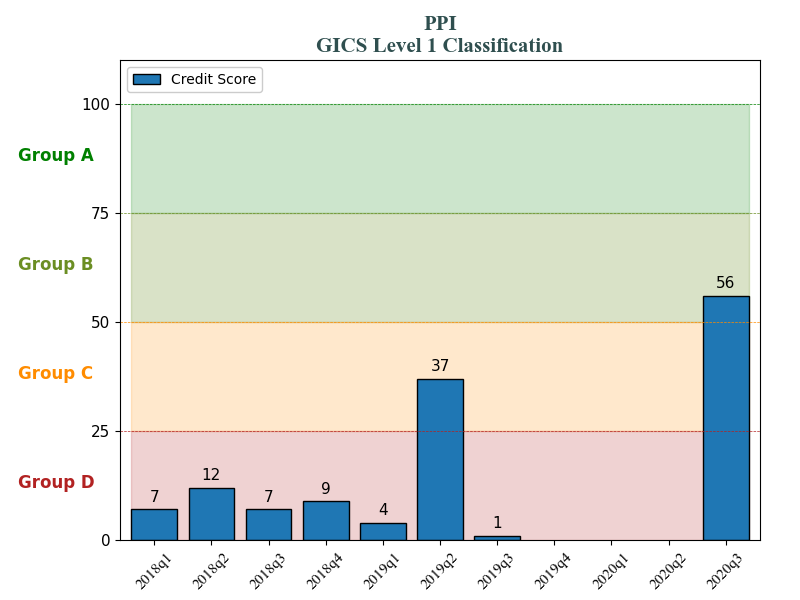 PPI
GICS Level 1 Classification
Credit Score
100
Group A
75
Group B
56
50
37
Group C
25
12
9
7
7
4
1
Group D
0
2018q1 2018q2 2018q3 2018q4 2019q1 2019q2 2019q3 2019q4 2020q1 2020q2 2020q3